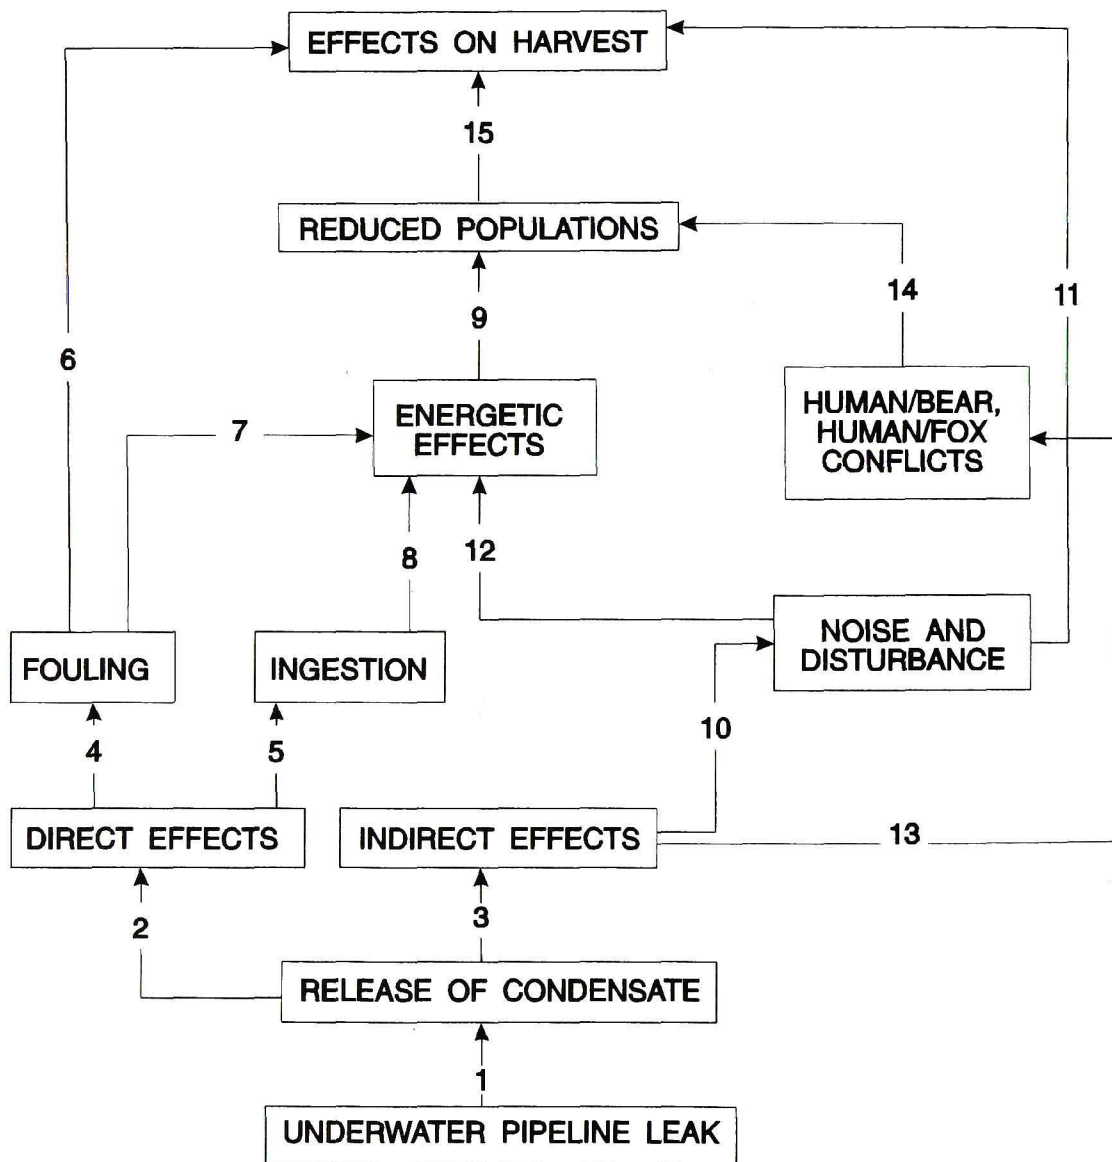 EFFECTS ON HARVEST
15
REDUCED POPULATIONS
14
11
9
6
ENERGETIC
EFFECTS
HUMAN/BEAR,
HUMAN/FOX
CONFLICTS
7
8
12
FOULING
INGESTION
NOISE AND
DISTURBANCE
4
5
10
DIRECT EFFECTS
INDIRECT EFFECTS
13
2
3
RELEASE OF CONDENSATE
1
UNDERWATER PIPELINE LEAK